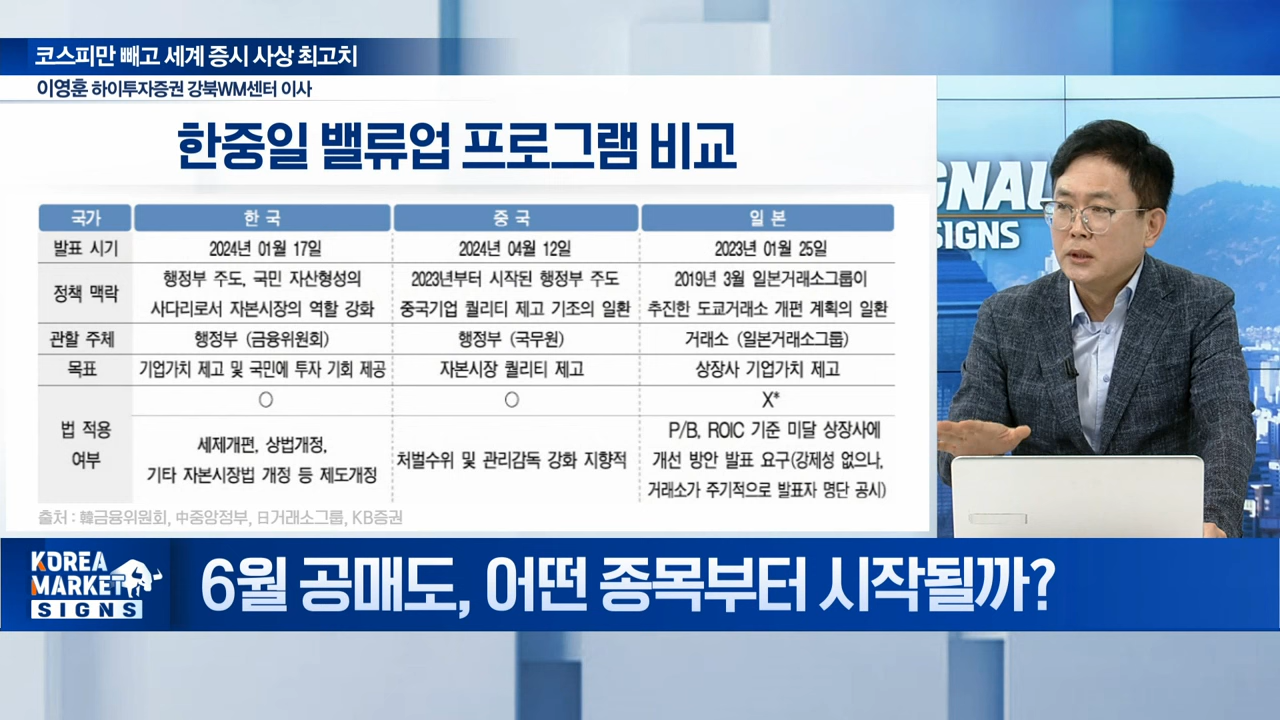 코스피만 빼고 세계 증시 사상 최고치
이영훈 하이투자증권 강북WM센터 이사
한중일 밸류업 프로그램 비교
국가 한 국 중 국 일 본
발표 시기 2024년 01월 17일 2024년 04월 12일 2023년 01월 25일
정책 맥락 행정부 주도, 국민 자산형성의 사다리로서 자본시장의 역할 강화 2023년부터 시작된 행정부 주도 중국기업 퀄리티 제고 기조의 일환 2019년 3월 일본거래소그룹이 추진한 도쿄거래소 개편 계획의 일환
관할 주체 행정부 (금융위원회) 행정부 (국무원) 거래소 (일본거래소그룹)
목표 기업가치 제고 및 국민에 투자 기회 제공 자본시장 퀄리티 제고 상장사 기업가치 제고
법 적용 여부 ○ ○ X*
세제개편, 상법개정, 기타 자본시장법 개정 등 제도개정 처벌수위 및 관리감독 강화 지향적 P/B, ROIC 기준 미달 상장사에 개선 방안 발표 요구(강제성 없으나, 거래소가 주기적으로 발표자 명단 공시)
출처 : 韓금융위원회, 中중앙정부, 日거래소그룹, KB증권
GNAL
SIGNS
KOREA
MARKET
SIGNS
6월 공매도, 어떤 종목부터 시작될까?